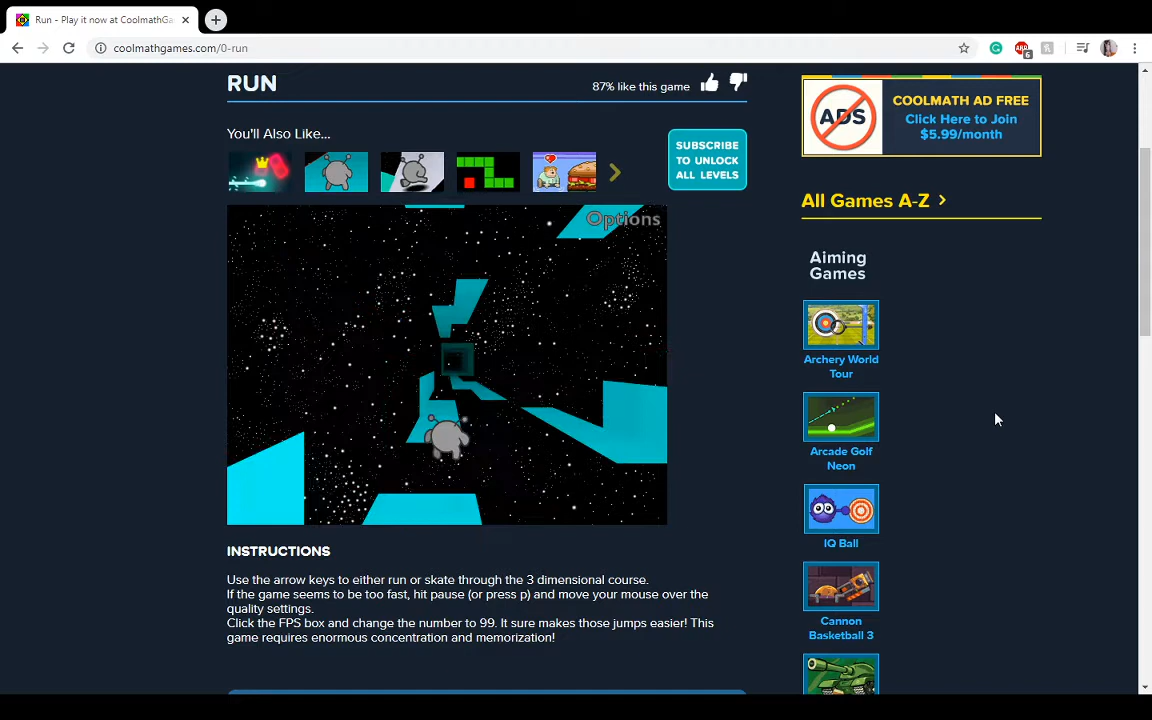 Run - Play it now at CoolmathGa
coolmathgames.com/0-run
6
RUN
87% like this game
You'll Also Like...
SUBSCRIBE
TO UNLOCK
ALL LEVELS
Options
INSTRUCTIONS
Use the arrow keys to either run or skate through the 3 dimensional course.
If the game seems to be too fast, hit pause (or press p) and move your mouse over the
quality settings.
Click the FPS box and change the number to 99. It sure makes those jumps easier! This
game requires enormous concentration and memorization!
ADS
COOLMATH AD FREE
Click Here to Join
$5.99/month
All Games A-Z
Aiming
Games
Archery World
Tour
Arcade Golf
Neon
IQ Ball
Cannon
Basketball 3